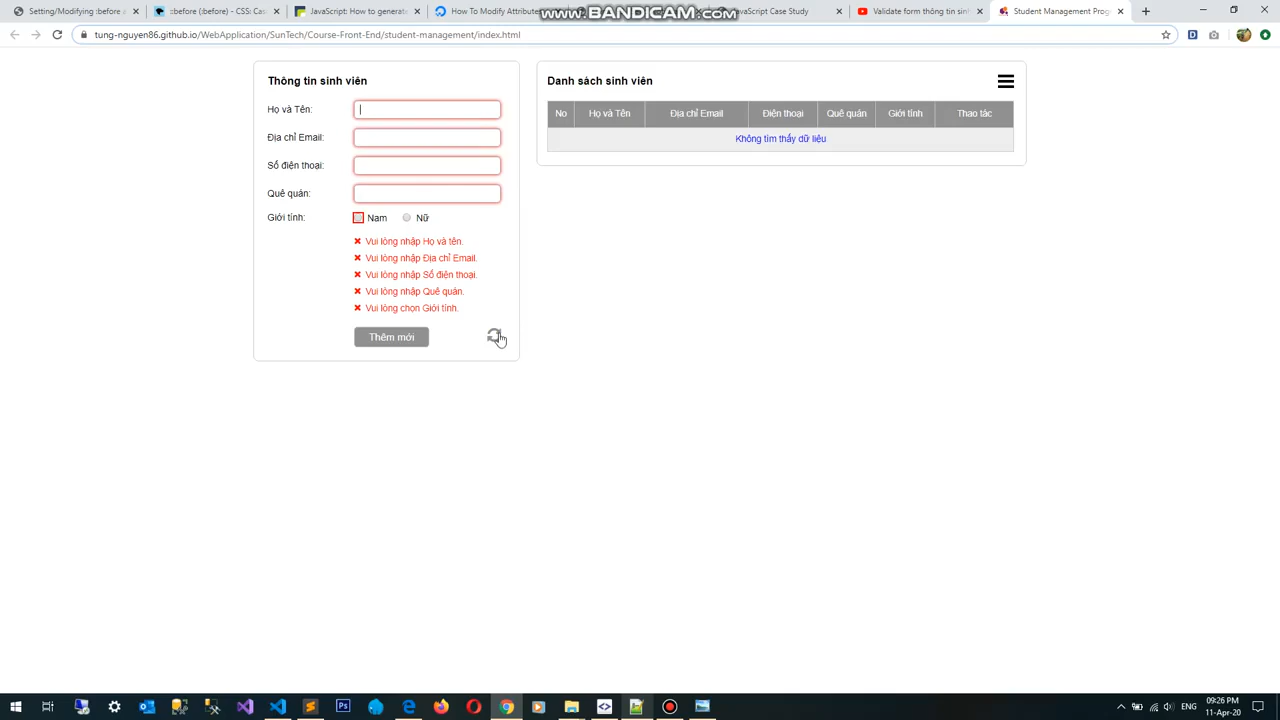 Setting/Modifying :before a
::before (:before) - CSS: Cas
JavaScript: How to generate
How To Modify Attribute
JavaScript Case Study
Validate form thông tin sinh
Student Management Prog
www.BANDICAM.com
tung-nguyen86.github.io/WebApplication/SunTech/Course-Front-End/student-management/index.html
Thông tin sinh viên
Họ và Tên:
Địa chỉ Email:
Số điện thoại:
Quê quán:
Giới tính:
Nam
Nữ
Vui lòng nhập Họ và tên.
Vui lòng nhập Địa chỉ Email.
Vui lòng nhập Số điện thoại.
Vui lòng nhập Quê quán.
Vui lòng chọn Giới tính.
Thêm mới
Danh sách sinh viên
No Họ và Tên Địa chỉ Email Điện thoại Quê quán Giới tính Thao tác
Không tìm thấy dữ liệu
ENG
09:26 PM
11-Apr-20